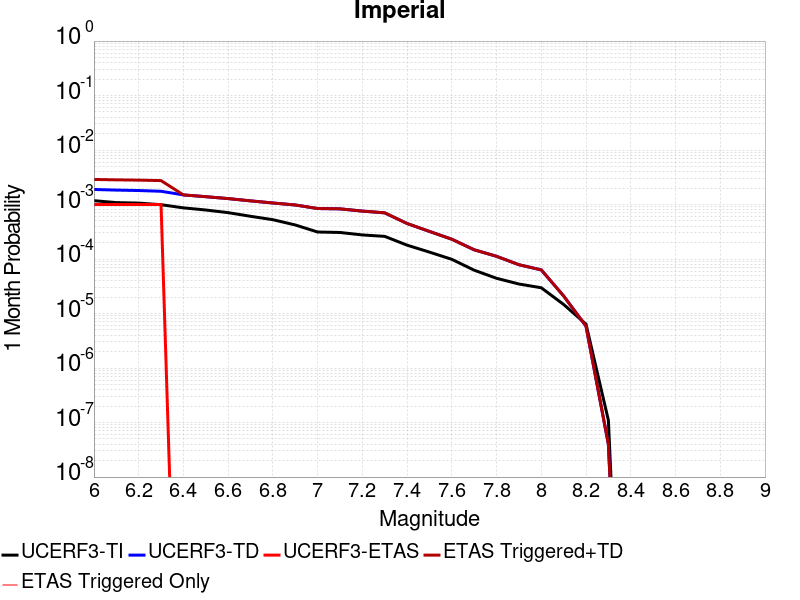 Imperial
10^0
10^-1
10^-2
10^-3
10^-4
10^-5
10^-6
10^-7
10^-8
1 Month Probability
6 6.2 6.4 6.6 6.8 7 7.2 7.4 7.6 7.8 8 8.2 8.4 8.6 8.8 9
Magnitude
UCERF3-TI UCERF3-TD UCERF3-ETAS ETAS Triggered+TD
ETAS Triggered Only